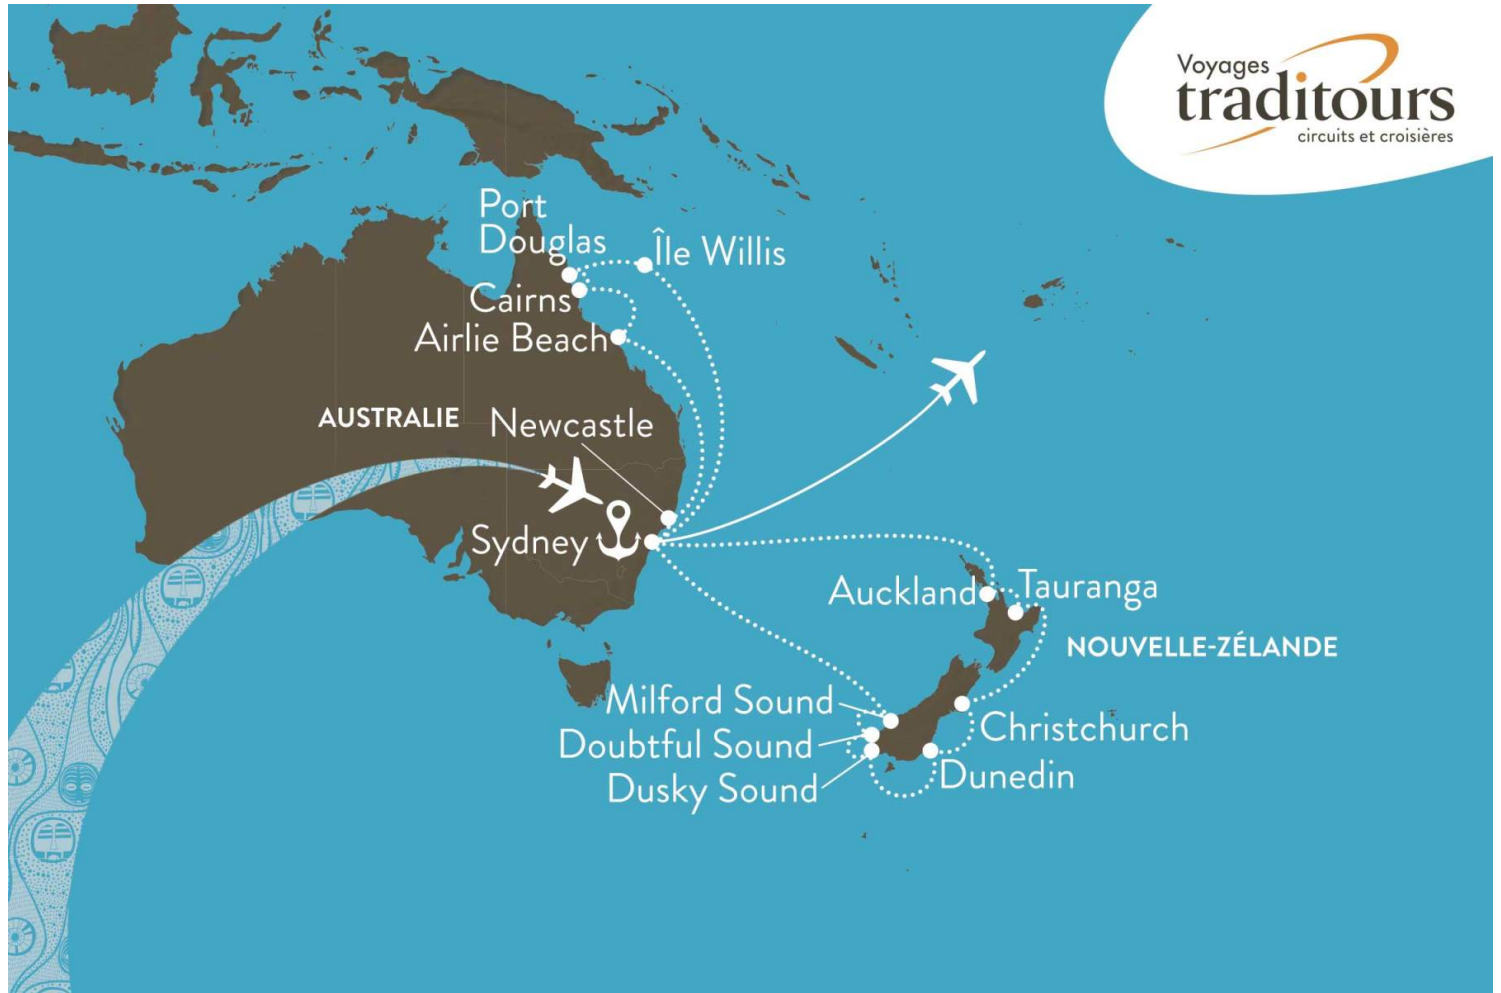 Voyages
traditours
circuits et croisières
Port
Douglas
Île Willis
Cairns
Airlie Beach
AUSTRALIE
Newcastle
Sydney
Auckland
Tauranga
NOUVELLE-ZÉLANDE
Milford Sound
Doubtful Sound
Dusky Sound
Christchurch
Dunedin